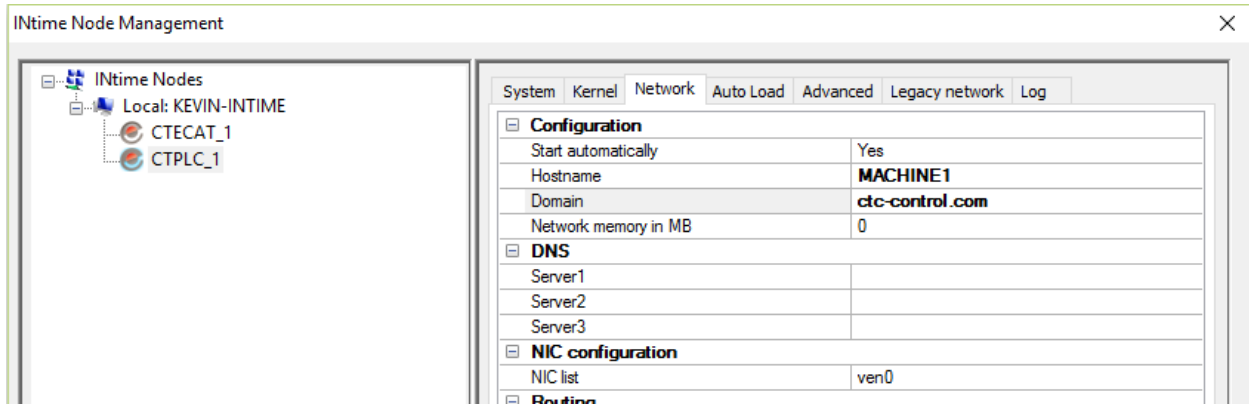 INtime Node Management
INtime Nodes
Local: KEVIN-INTIME
CTECAT_1
CTPLC_1
System Kernel Network Auto Load Advanced Legacy network Log
Configuration
Start automatically Yes
Hostname MACHINE1
Domain ctc-control.com
Network memory in MB 0
DNS
Server1
Server2
Server3
NIC configuration
NIC list ven0
Routing